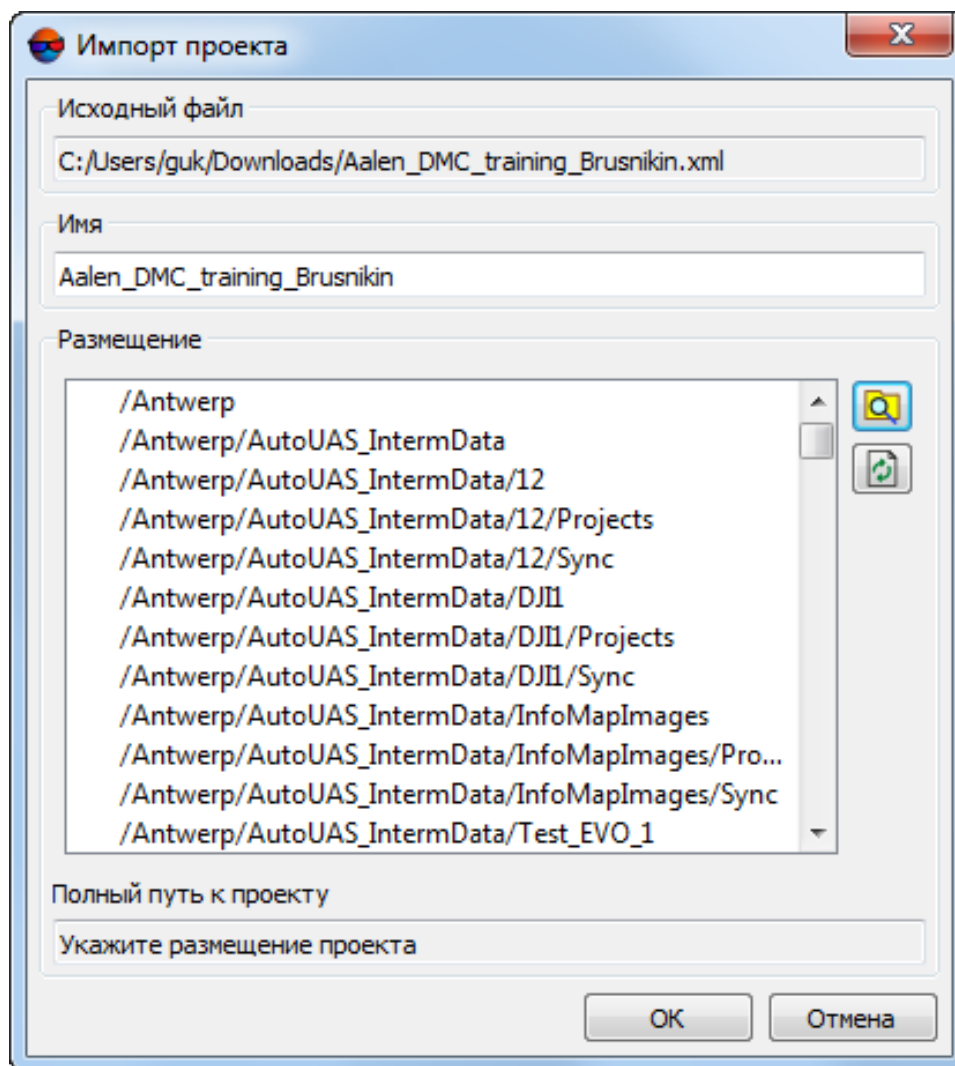 Импорт проекта
Исходный файл
C:/Users/guk/Downloads/Aalen_DMC_training_Brusnikin.xml
Имя
Aalen_DMC_training_Brusnikin
Размещение
/Antwerp
/Antwerp/AutoUAS_IntermData
/Antwerp/AutoUAS_IntermData/12
/Antwerp/AutoUAS_IntermData/12/Projects
/Antwerp/AutoUAS_IntermData/12/Sync
/Antwerp/AutoUAS_IntermData/DJI1
/Antwerp/AutoUAS_IntermData/DJI1/Projects
/Antwerp/AutoUAS_IntermData/DJI1/Sync
/Antwerp/AutoUAS_IntermData/InfoMapImages
/Antwerp/AutoUAS_IntermData/InfoMapImages/Pro...
/Antwerp/AutoUAS_IntermData/InfoMapImages/Sync
/Antwerp/AutoUAS_IntermData/Test_EVO_1
Полный путь к проекту
Укажите размещение проекта
OK Отмена